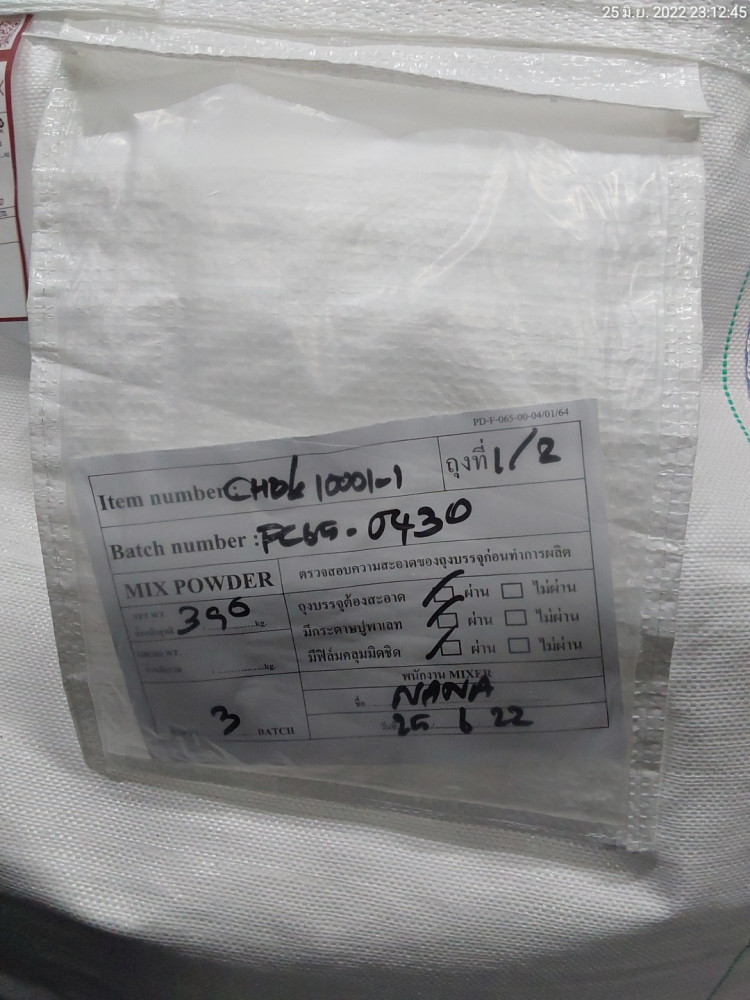 25 มิ.ย. 2022 23:12:45
PD-F-065-00-04/01/64
Item number: CHDK 10001-1 ถุงที่ 1/2
Batch number : FC65-0430
MIX POWDER ตรวจสอบความสะอาดของถุงบรรจุก่อนทำการผลิต
396 kg. ถุงบรรจุต้องสะอาด ผ่าน ไม่ผ่าน
มีกระดาษปูพาเลท ผ่าน ไม่ผ่าน
kg. มีฟิล์มคลุมมิดชิด ผ่าน ไม่ผ่าน
พนักงาน MIXER
ชื่อ NANA
3 BATCH 25 6 22